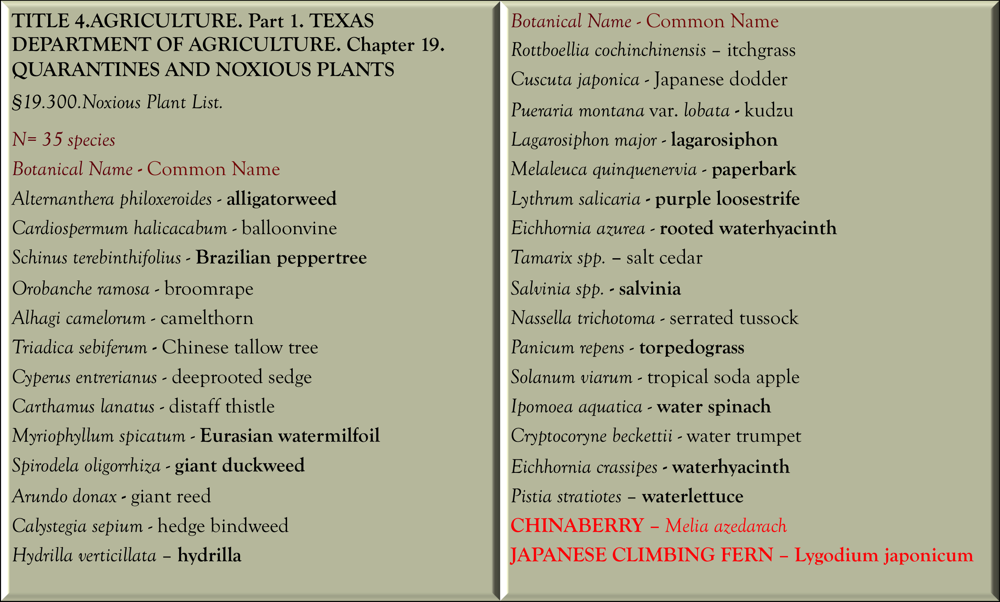 TITLE 4.AGRICULTURE. Part 1. TEXAS
DEPARTMENT OF AGRICULTURE. Chapter 19.
QUARANTINES AND NOXIOUS PLANTS
§19.300.Noxious Plant List.
N= 35 species
Botanical Name - Common Name
Alternanthera philoxeroides - alligatorweed
Cardiospermum halicacabum - balloonvine
Schinus terebinthifolius - Brazilian peppertree
Orobanche ramosa - broomrape
Alhagi camelorum - camelthorn
Triadica sebiferum - Chinese tallow tree
Cyperus entrerianus - deeprooted sedge
Carthamus lanatus - distaff thistle
Myriophyllum spicatum - Eurasian watermilfoil
Spirodela oligorrhiza - giant duckweed
Arundo donax - giant reed
Calystegia sepium - hedge bindweed
Hydrilla verticillata – hydrilla
Botanical Name - Common Name
Rottboellia cochinchinensis – itchgrass
Cuscuta japonica - Japanese dodder
Pueraria montana var. lobata - kudzu
Lagarosiphon major - lagarosiphon
Melaleuca quinquenervia - paperbark
Lythrum salicaria - purple loosestrife
Eichhornia azurea - rooted waterhyacinth
Tamarix spp. – salt cedar
Salvinia spp. - salvinia
Nassella trichotoma - serrated tussock
Panicum repens - torpedograss
Solanum viarum - tropical soda apple
Ipomoea aquatica - water spinach
Cryptocoryne beckettii - water trumpet
Eichhornia crassipes - waterhyacinth
Pistia stratiotes – waterlettuce
CHINABERRY – Melia azedarach
JAPANESE CLIMBING FERN – Lygodium japonicum